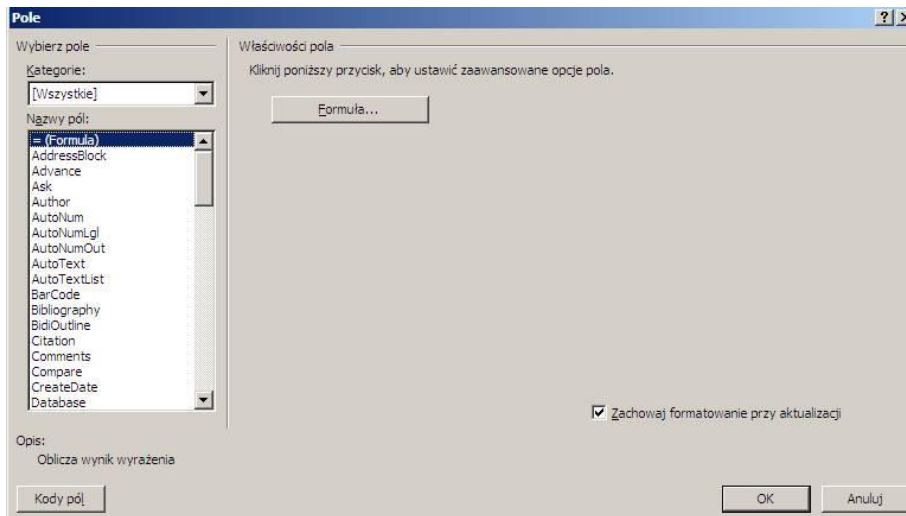 Pole
Wybierz pole
Kategorie:
[Wszystkie]
Nazwy pól:
= (Formula)
AddressBlock
Advance
Ask
Author
AutoNum
AutoNumLgl
AutoNumOut
AutoText
AutoTextList
BarCode
Bibliography
BidiOutline
Citation
Comments
Compare
CreateDate
Database
Właściwości pola
Kliknij poniższy przycisk, aby ustawić zaawansowane opcje pola.
Formuła...
Zachowaj formatowanie przy aktualizacji
Opis:
Oblicza wynik wyrażenia
Kody pól
OK
Anuluj